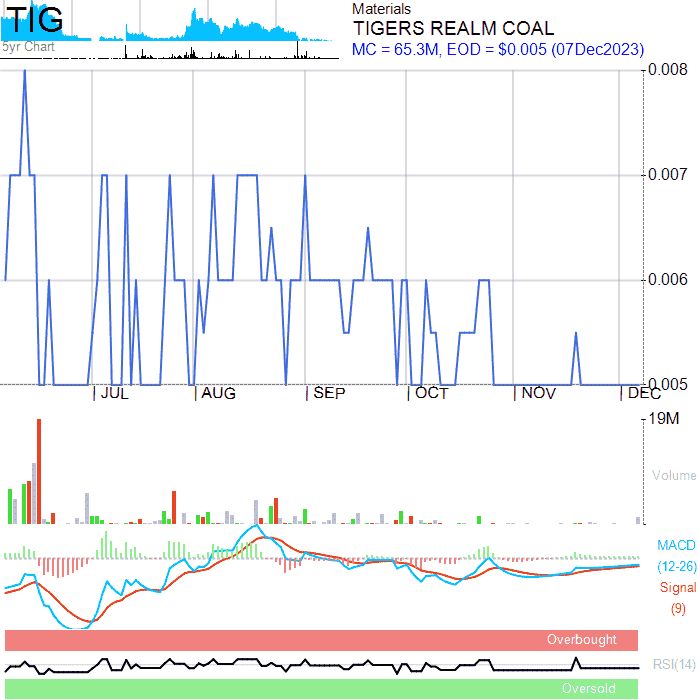 TIG
5yr Chart
Materials
TIGERS REALM COAL
MC = 65.3M, EOD = $0.005 (07Dec2023)
0.008
0.007
0.006
0.005
JUL
AUG
SEP
OCT
NOV
DEC
19M
Volume
MACD
(12-26)
Signal
(9)
Overbought
RSI(14)
Oversold